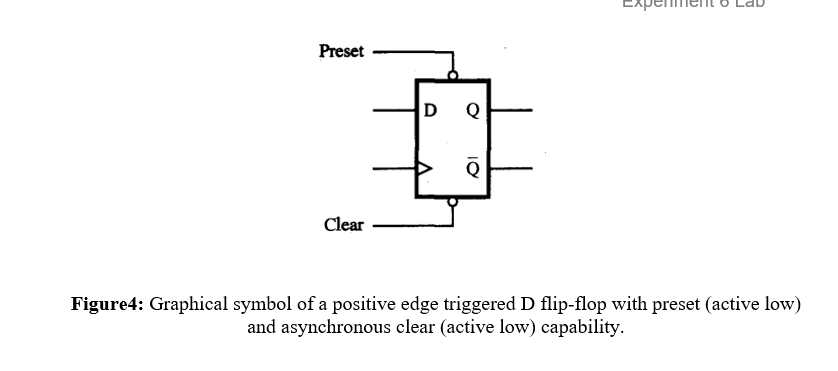 Experiment 6 Lab
Preset
D Q
Q̅
Clear
Figure4: Graphical symbol of a positive edge triggered D flip-flop with preset (active low)
and asynchronous clear (active low) capability.